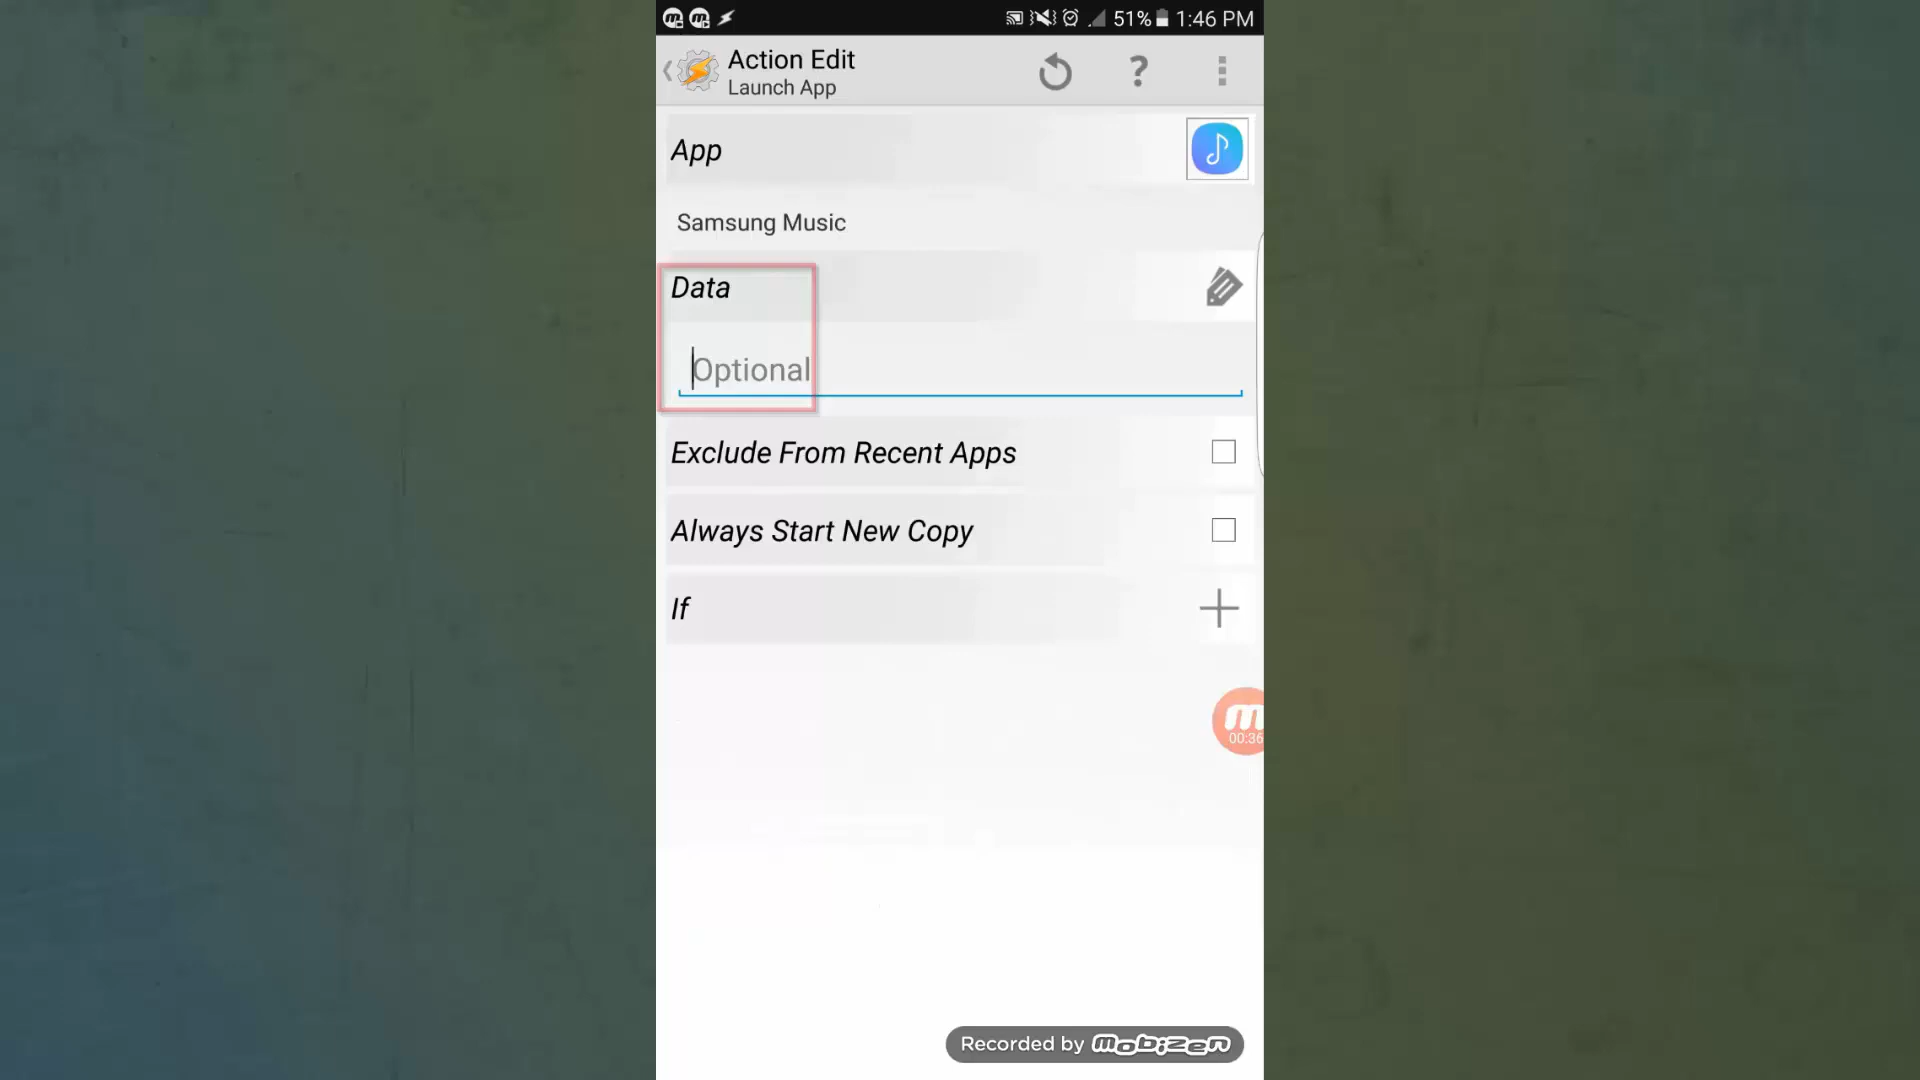 51% 1:46 PM
Action Edit
Launch App
?
App
Samsung Music
Data
Optional
Exclude From Recent Apps
Always Start New Copy
If
m
00:36
Recorded by mobizen